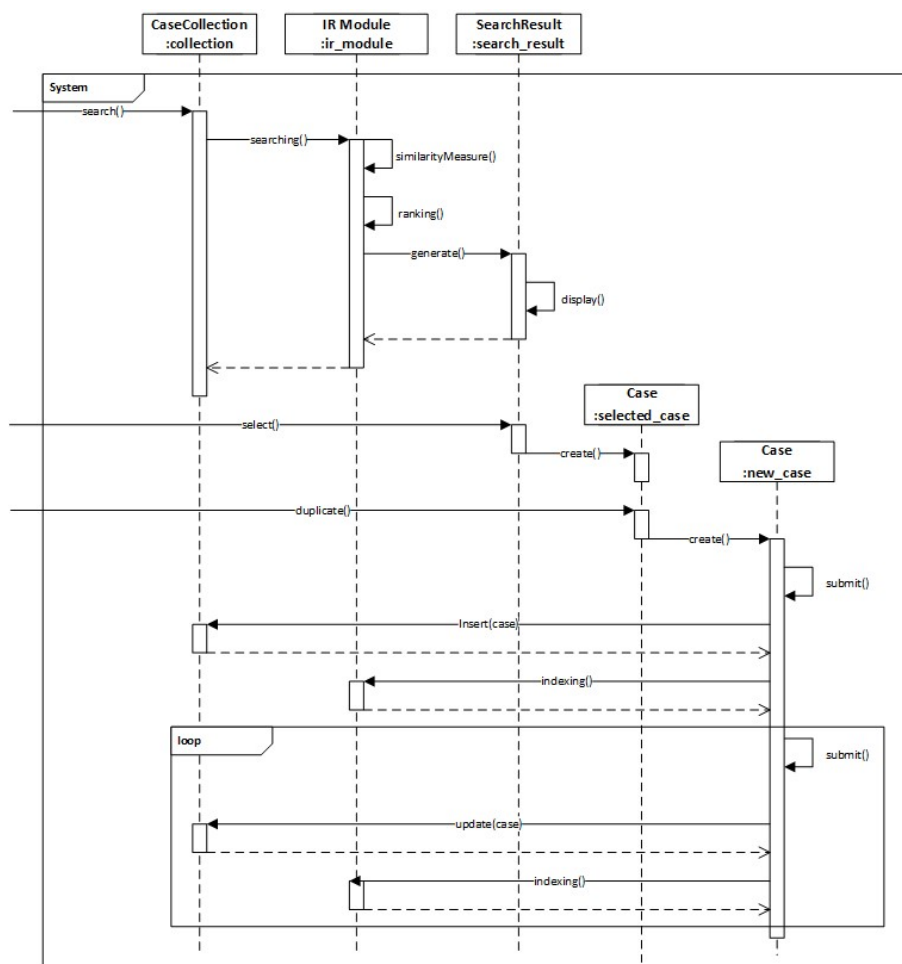 CaseCollection
:collection
IR Module
:ir_module
SearchResult
:search_result
System
search()
searching()
similarityMeasure()
ranking()
generate()
display()
Case
:selected_case
select()
create()
Case
:new_case
duplicate()
create()
submit()
Insert(case)
indexing()
loop
submit()
update(case)
indexing()